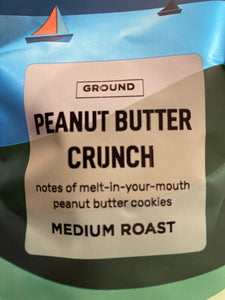 GROUND
PEANUT BUTTER
CRUNCH
notes of melt-in-your-mouth
peanut butter cookies
MEDIUM ROAST